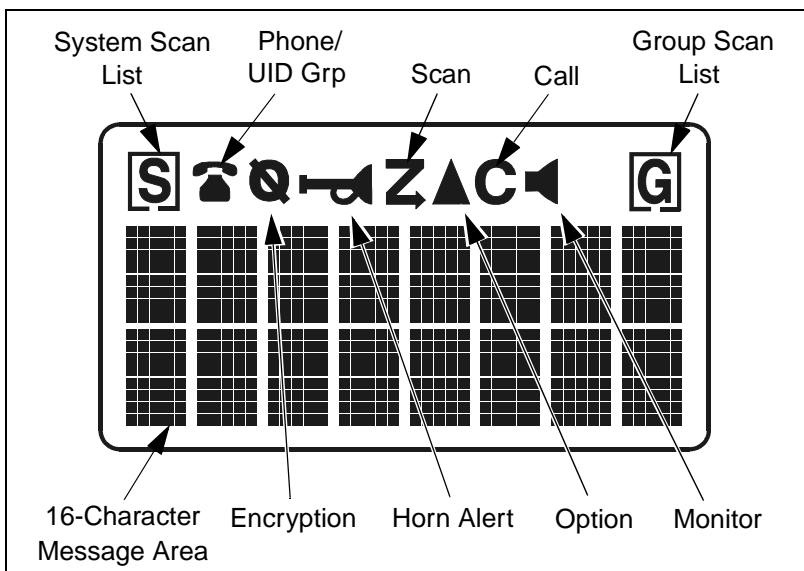 System Scan
List
Phone/
UID Grp
Scan
Call
Group Scan
List
S
Z
C
G
16-Character
Message Area
Encryption
Horn Alert
Option
Monitor